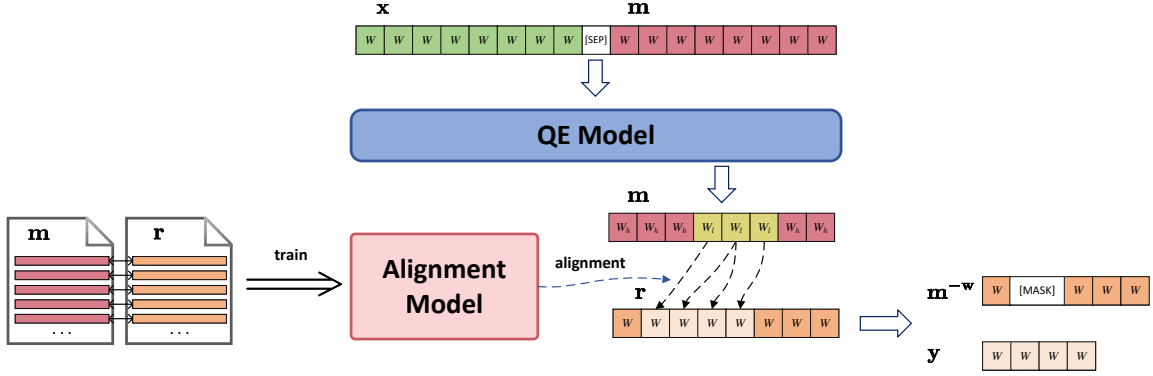 x m
W W W W W W W W [SEP] W W W W W W W W
QE Model
m
W_h W_h W_h W_l W_l W_l W_h W_h
m r
train
Alignment
Model
alignment
r
W W W W W W W W
. . . . . .
m^{-w} W [MASK] W W W
y W W W W